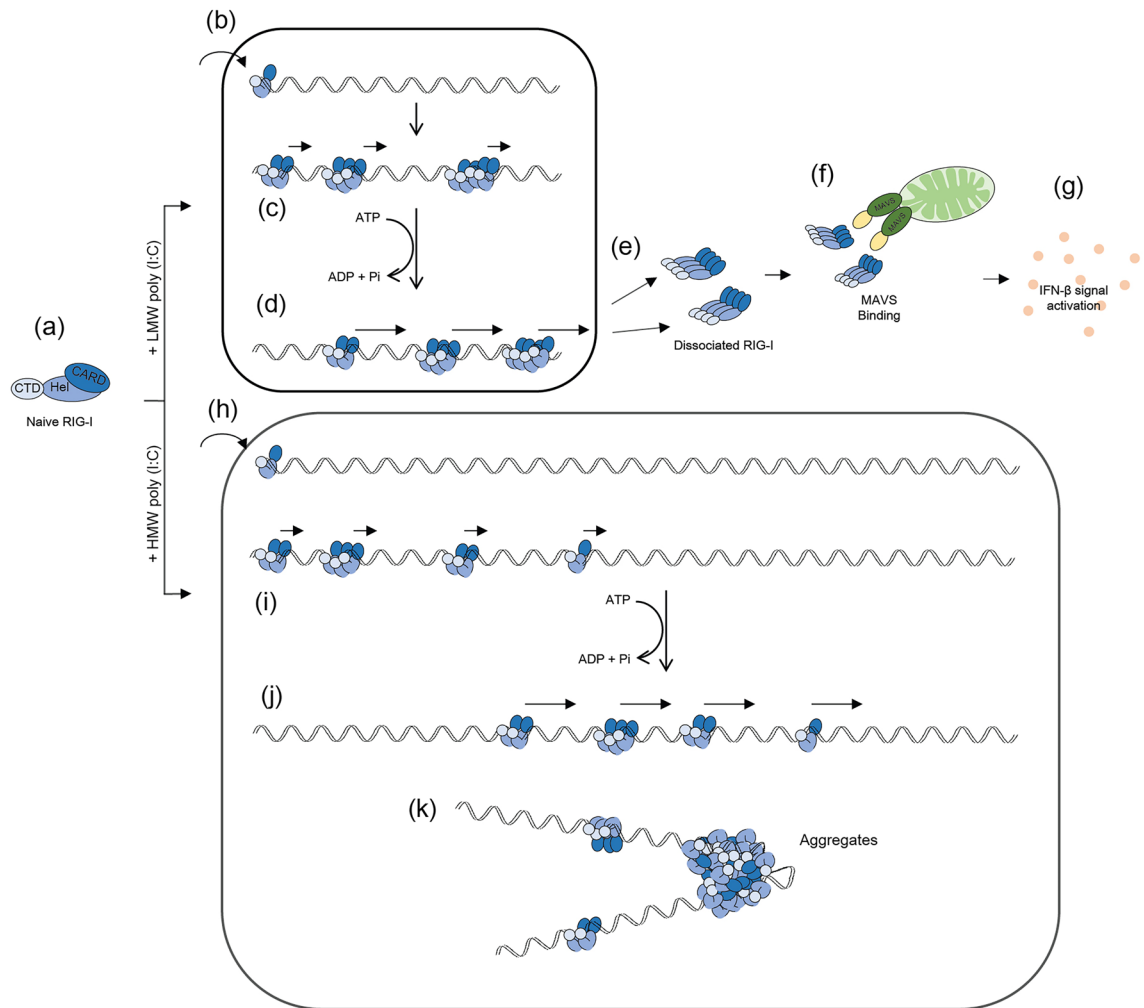 (a)
CTD
Hel
CARD
Naive RIG-I
+ LMW poly (I:C)
+ HMW poly (I:C)
(b)
(c)
ATP
ADP + Pi
(d)
(e)
Dissociated RIG-I
(f)
MAVS
MAVS
MAVS
Binding
(g)
IFN-β signal
activation
(h)
(i)
ATP
ADP + Pi
(j)
(k)
Aggregates